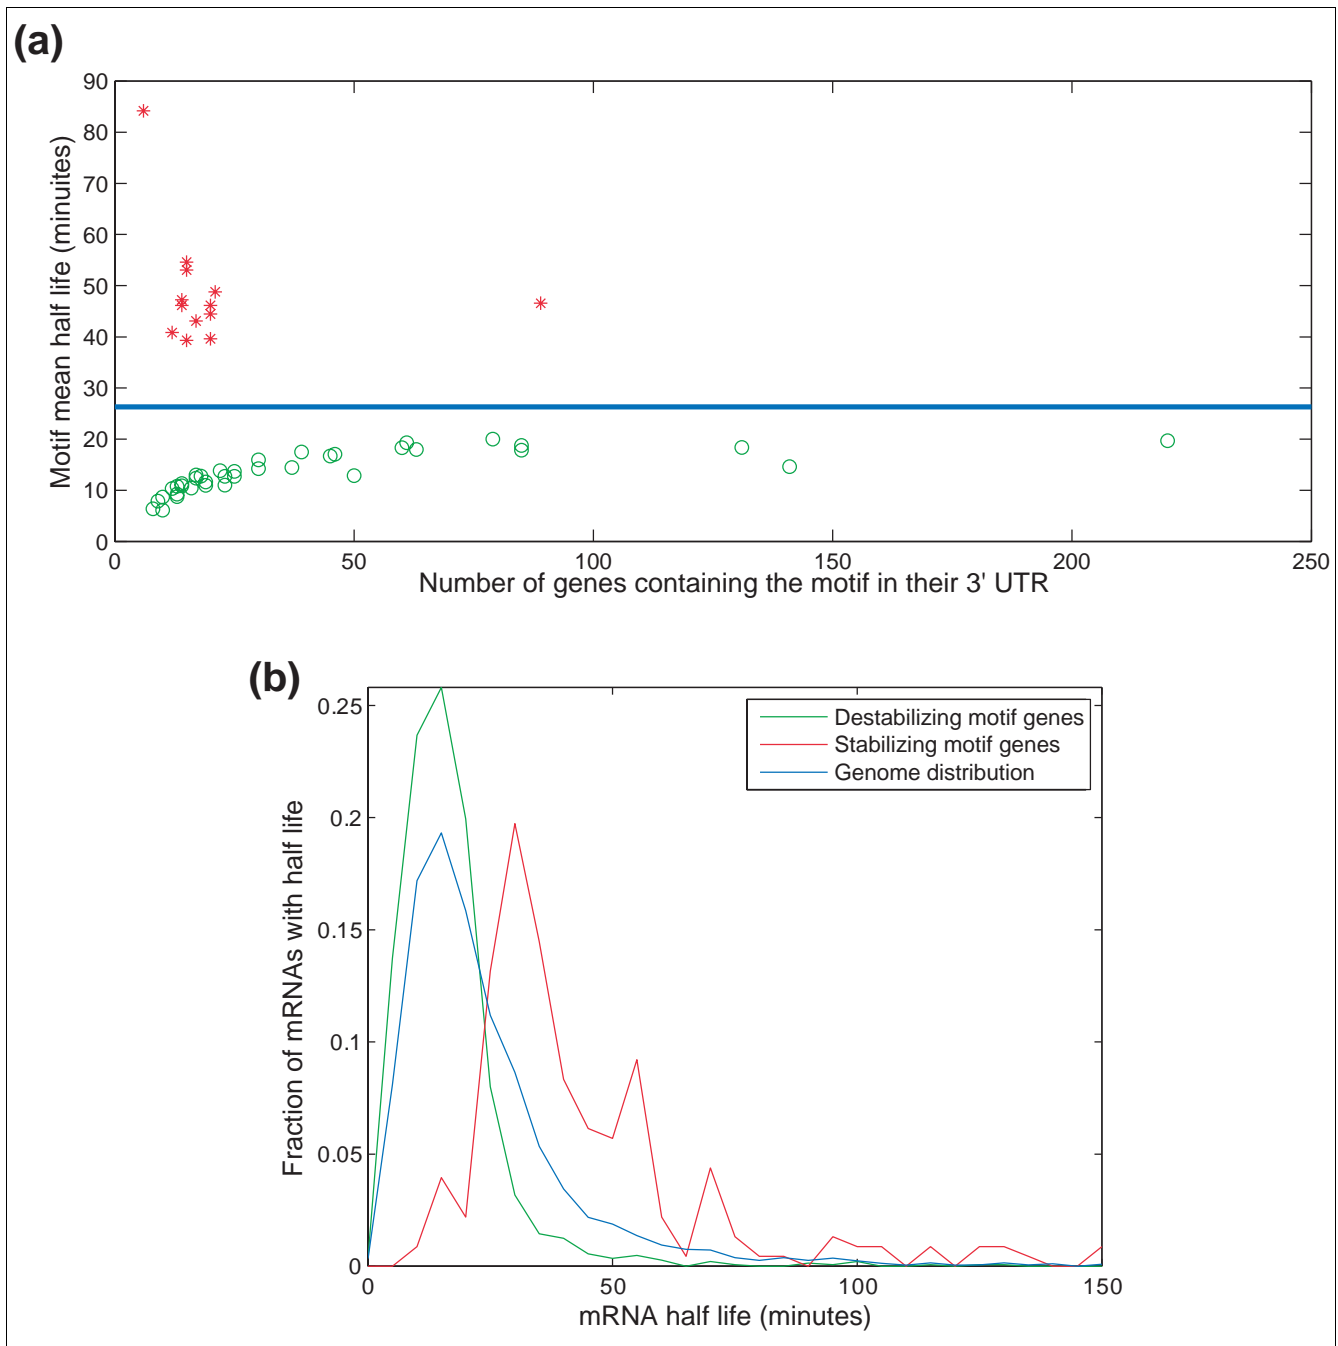 (a)
90
80
70
60
50
40
30
20
10
0
Motif mean half life (minuites)
0 50 100 150 200 250
Number of genes containing the motif in their 3' UTR
(b)
0.25
0.2
0.15
0.1
0.05
0
Fraction of mRNAs with half life
Destabilizing motif genes
Stabilizing motif genes
Genome distribution
0 50 100 150
mRNA half life (minutes)